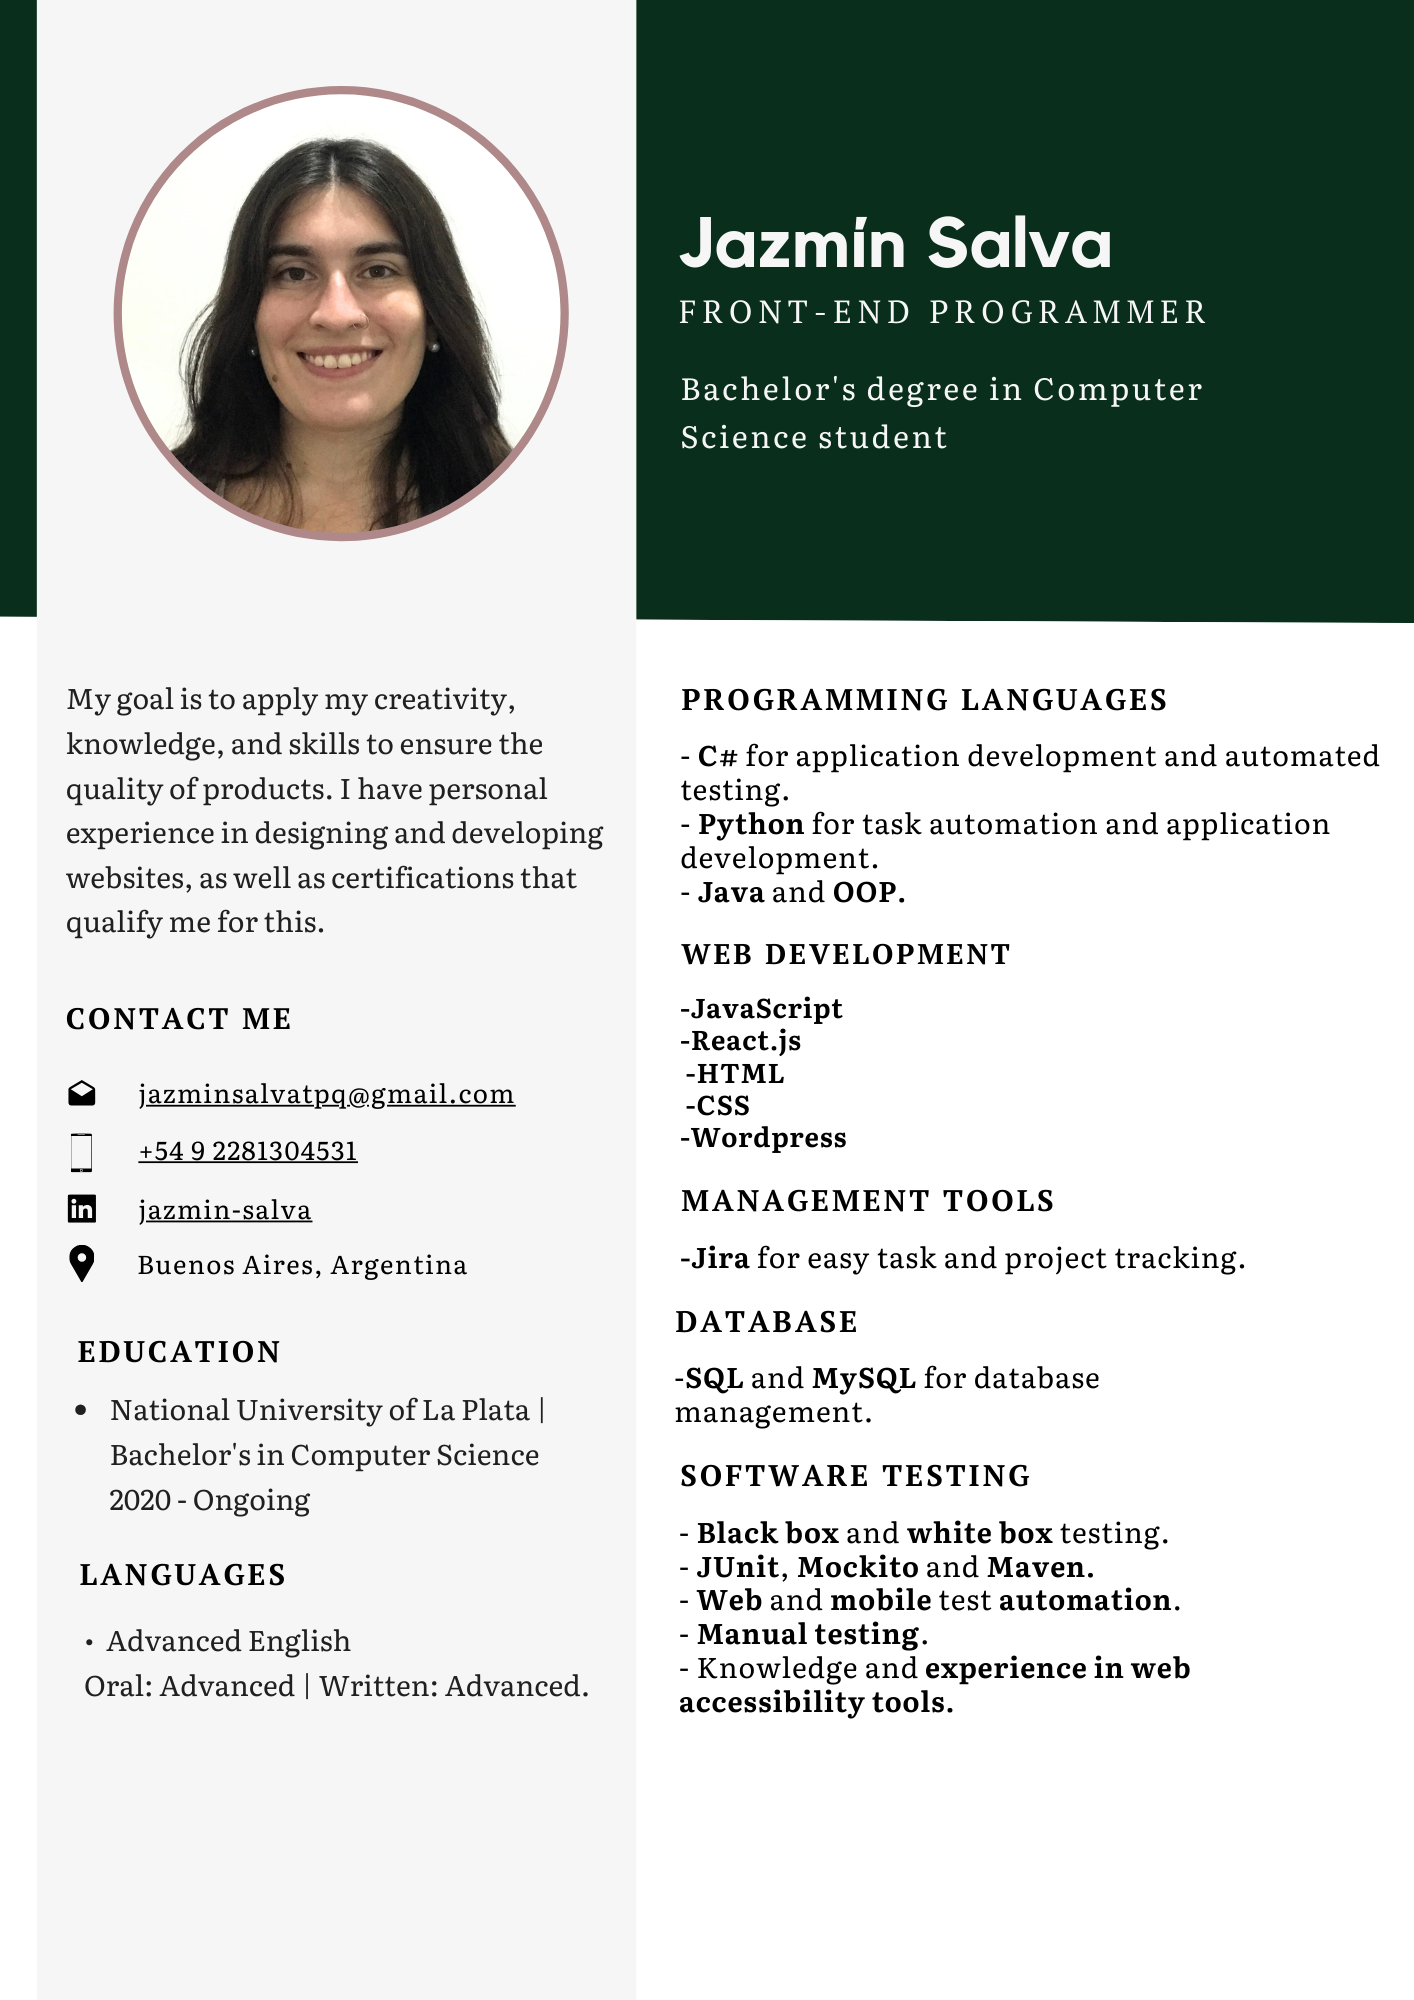 Jazmín Salva
FRONT-END PROGRAMMER
Bachelor's degree in Computer
Science student
My goal is to apply my creativity,
knowledge, and skills to ensure the
quality of products. I have personal
experience in designing and developing
websites, as well as certifications that
qualify me for this.
CONTACT ME
jazminsalvatpq@gmail.com
+54 9 2281304531
in
jazmin-salva
Buenos Aires, Argentina
EDUCATION
• National University of La Plata |
Bachelor's in Computer Science
2020 - Ongoing
LANGUAGES
• Advanced English
Oral: Advanced | Written: Advanced.
PROGRAMMING LANGUAGES
- C# for application development and automated
testing.
- Python for task automation and application
development.
- Java and OOP.
WEB DEVELOPMENT
-JavaScript
-React.js
-HTML
-CSS
-Wordpress
MANAGEMENT TOOLS
-Jira for easy task and project tracking.
DATABASE
-SQL and MySQL for database
management.
SOFTWARE TESTING
- Black box and white box testing.
- JUnit, Mockito and Maven.
- Web and mobile test automation.
- Manual testing.
- Knowledge and experience in web
accessibility tools.